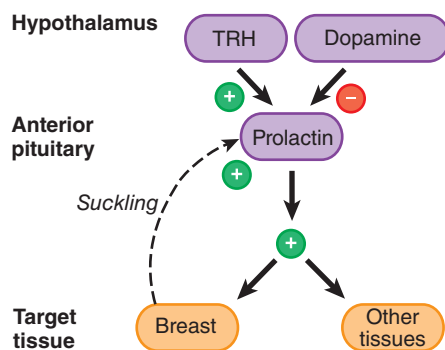 Hypothalamus
TRH
Dopamine
+
−
Anterior
pituitary
Prolactin
+
Suckling
+
Target
tissue
Breast
Other
tissues